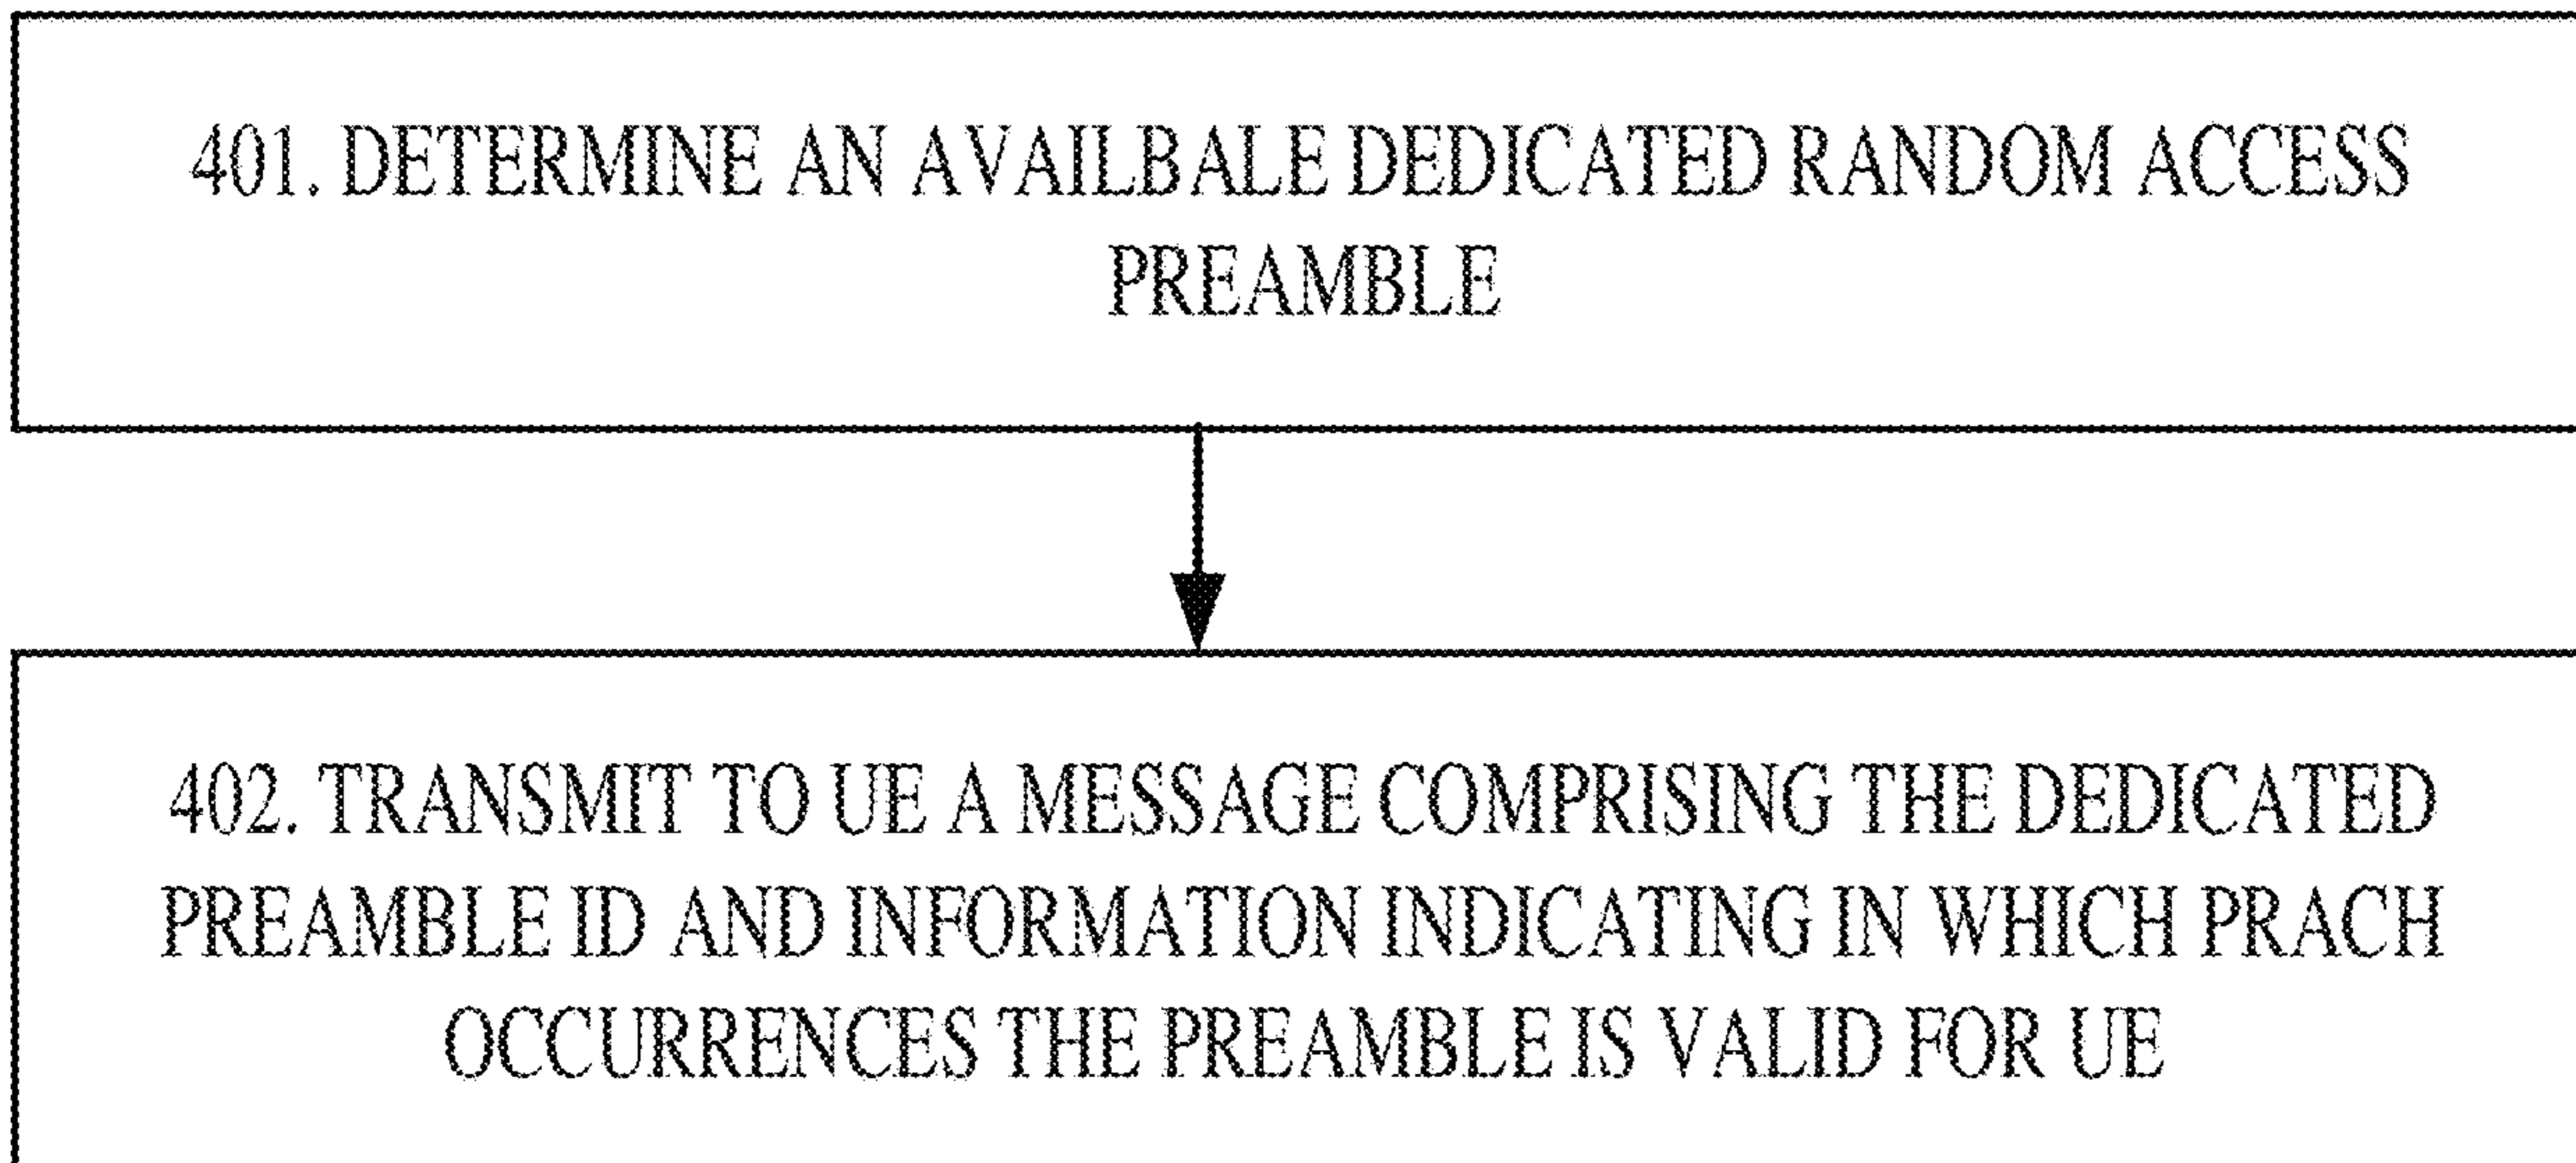 401. DETERMINE AN AVAILBALE DEDICATED RANDOM ACCESS
PREAMBLE
402. TRANSMIT TO UE A MESSAGE COMPRISING THE DEDICATED
PREAMBLE ID AND INFORMATION INDICATING IN WHICH PRACH
OCCURRENCES THE PREAMBLE IS VALID FOR UE